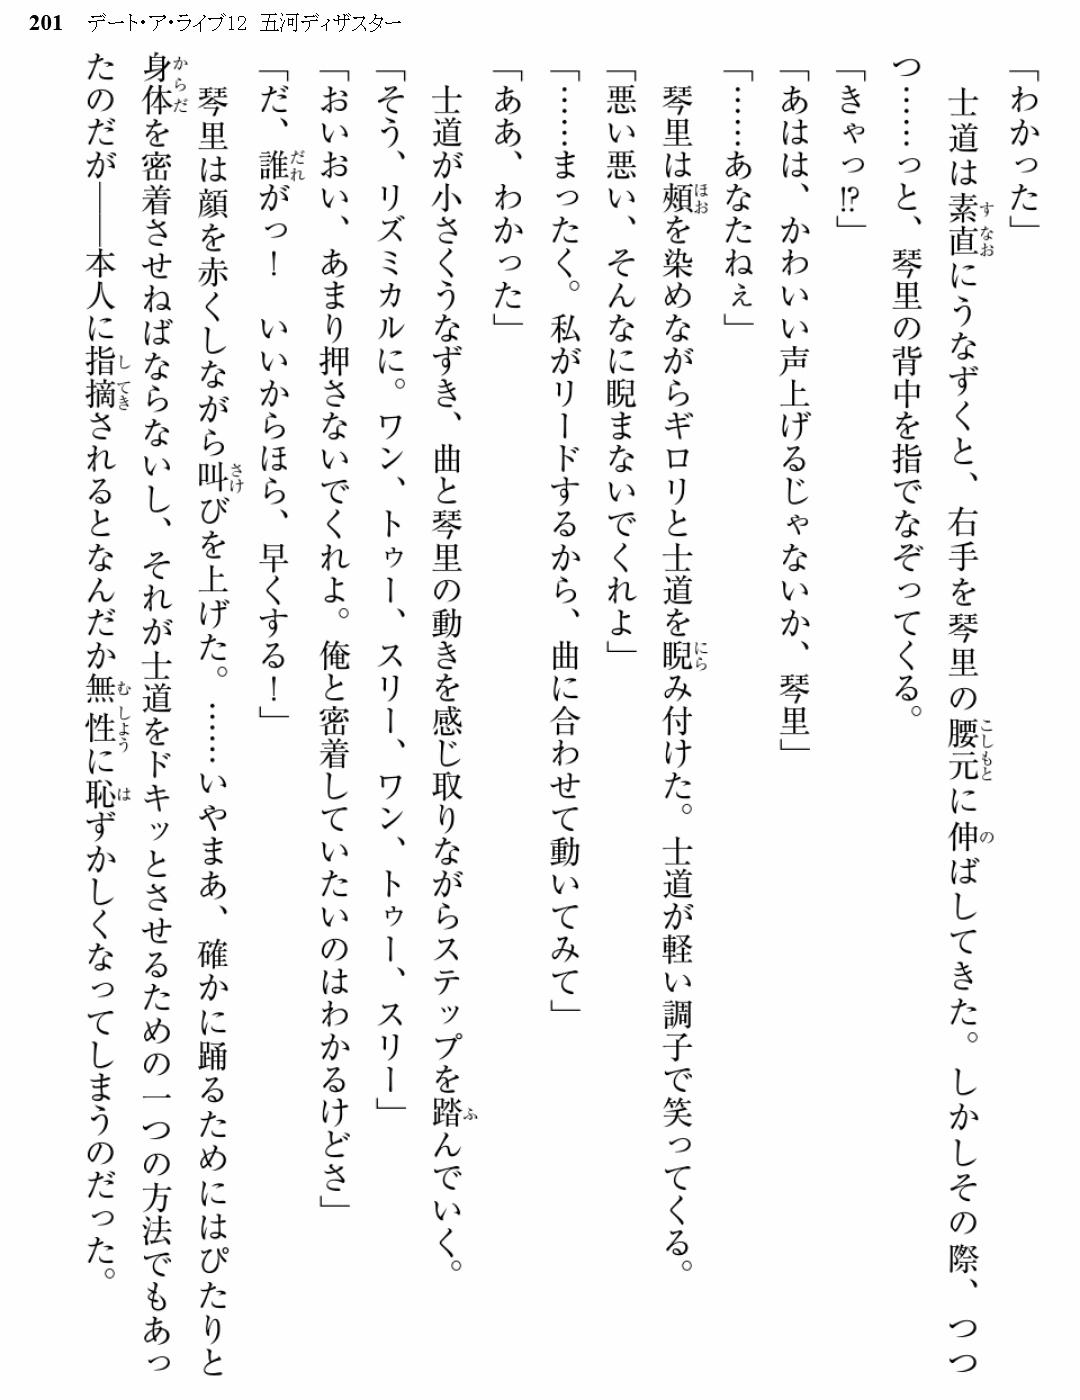 201 デート・ア・ライブ12 五河ディザスター
「わかった」
　士道は素直にうなずくと、右手を琴里の腰元に伸ばしてきた。しかしその際、つつ
つ……っと、琴里の背中を指でなぞってくる。
「きゃっ!?」
「あはは、かわいい声上げるじゃないか、琴里」
「……あなたねぇ」
　琴里は頰を染めながらギロリと士道を睨み付けた。士道が軽い調子で笑ってくる。
「悪い悪い、そんなに睨まないでくれよ」
「……まったく。私がリードするから、曲に合わせて動いてみて」
「ああ、わかった」
　士道が小さくうなずき、曲と琴里の動きを感じ取りながらステップを踏んでいく。
「そう、リズミカルに。ワン、トゥー、スリー、ワン、トゥー、スリー」
「おいおい、あまり押さないでくれよ。俺と密着していたいのはわかるけどさ」
「だ、誰がっ！　いいからほら、早くする！」
　琴里は顔を赤くしながら叫びを上げた。……いやまあ、確かに踊るためにはぴたりと
身体を密着させねばならないし、それが士道をドキッとさせるための一つの方法でもあっ
たのだが――本人に指摘されるとなんだか無性に恥ずかしくなってしまうのだった。